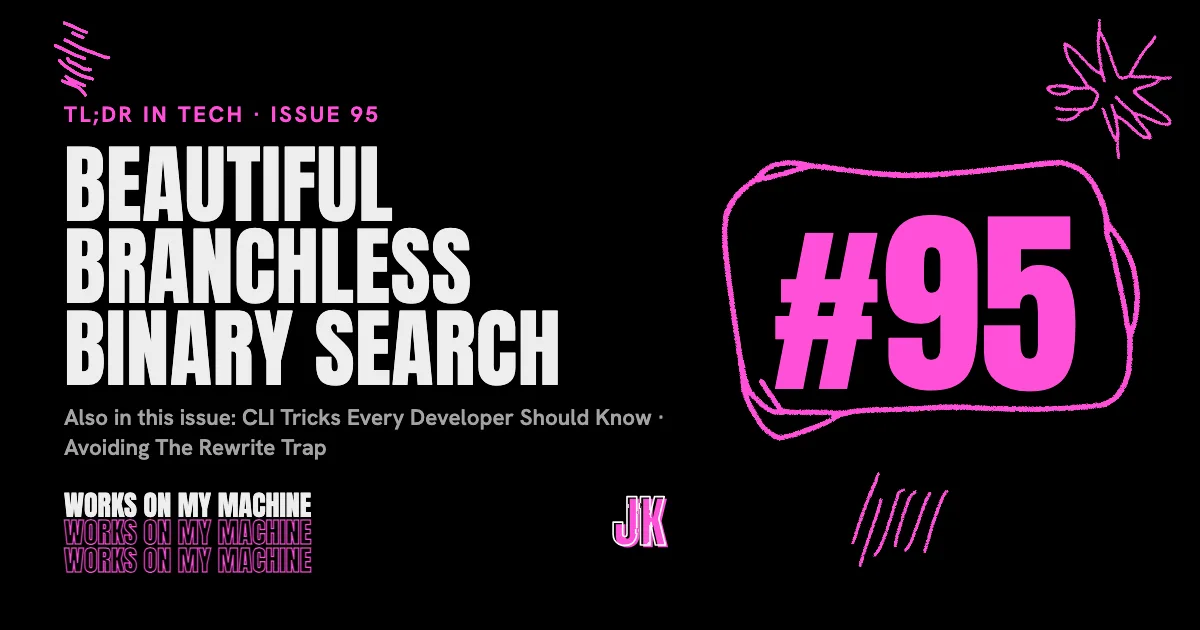 TL;DR IN TECH · ISSUE 95
BEAUTIFUL
BRANCHLESS
BINARY SEARCH
Also in this issue: CLI Tricks Every Developer Should Know ·
Avoiding The Rewrite Trap
#95
WORKS ON MY MACHINE
WORKS ON MY MACHINE
WORKS ON MY MACHINE
JK